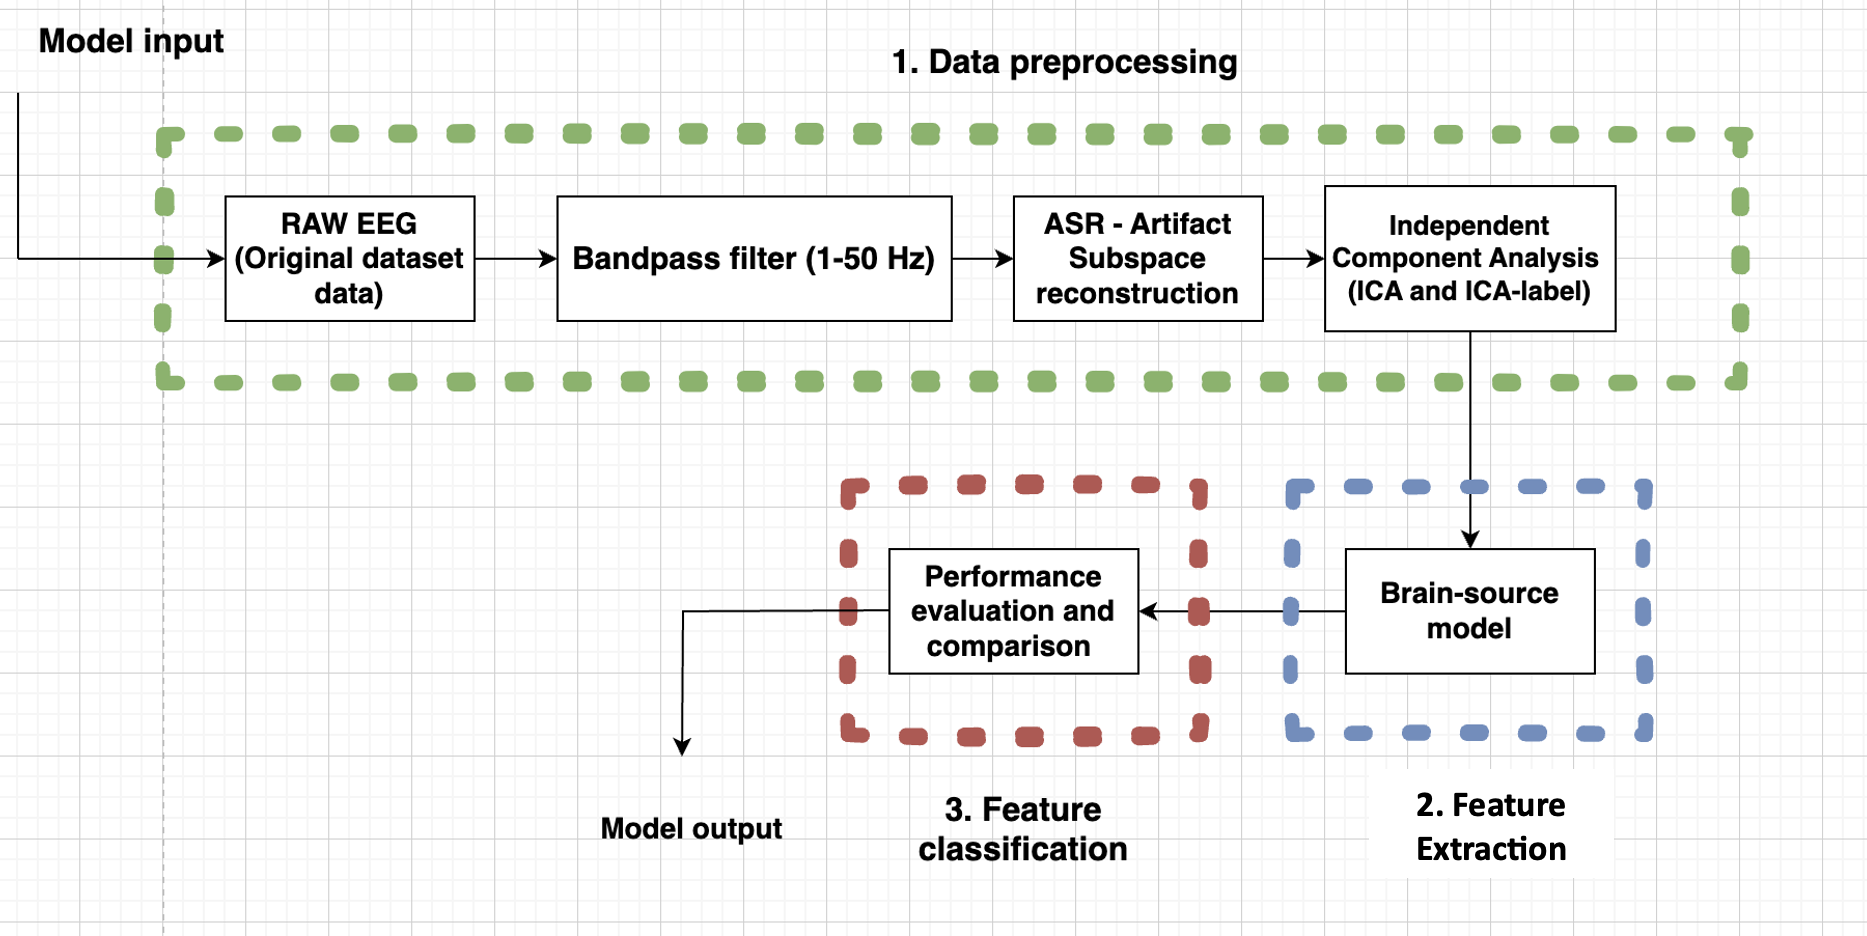 Model input
1. Data preprocessing
RAW EEG
(Original dataset
data)
Bandpass filter (1-50 Hz)
ASR - Artifact
Subspace
reconstruction
Independent
Component Analysis
(ICA and ICA-label)
Performance
evaluation and
comparison
Brain-source
model
Model output
3. Feature
classification
2. Feature
Extraction